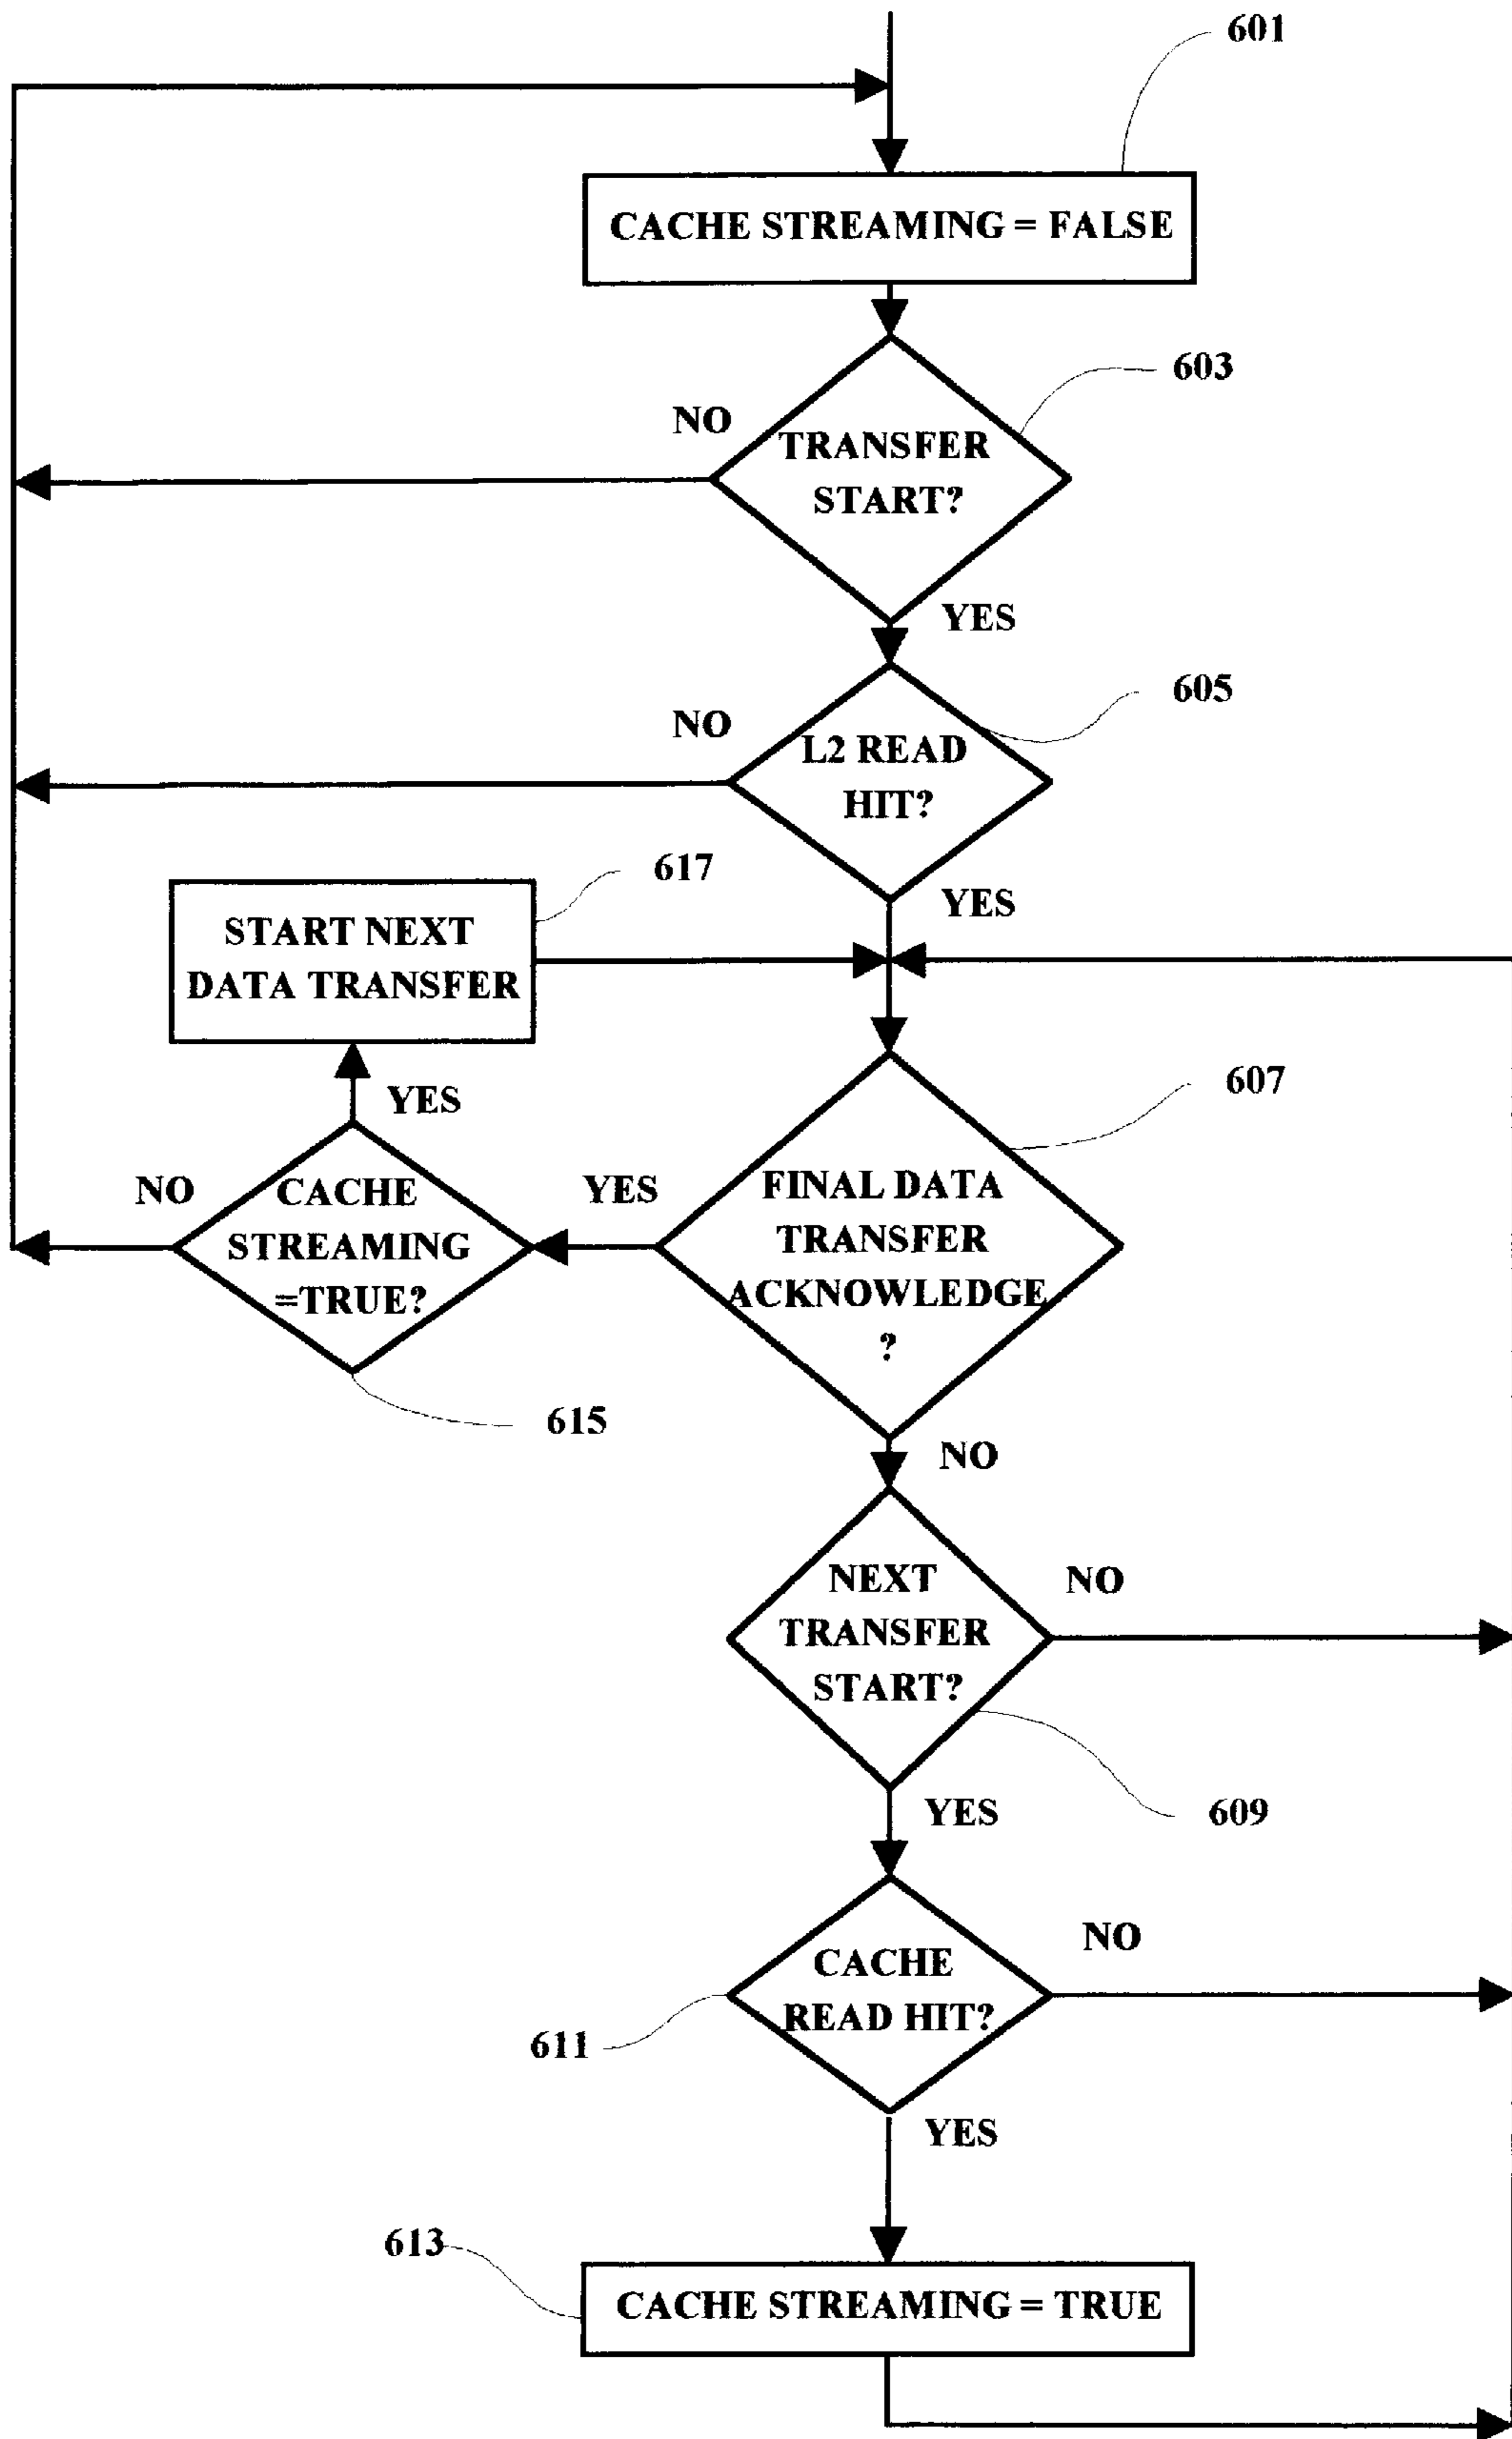 601
CACHE STREAMING = FALSE
603
NO
TRANSFER
START?
YES
605
NO
L2 READ
HIT?
617
YES
START NEXT
DATA TRANSFER
607
YES
NO
CACHE
STREAMING
=TRUE?
YES
FINAL DATA
TRANSFER
ACKNOWLEDGE
?
615
NO
NEXT
TRANSFER
START?
NO
609
YES
CACHE
READ HIT?
NO
611
YES
613
CACHE STREAMING = TRUE